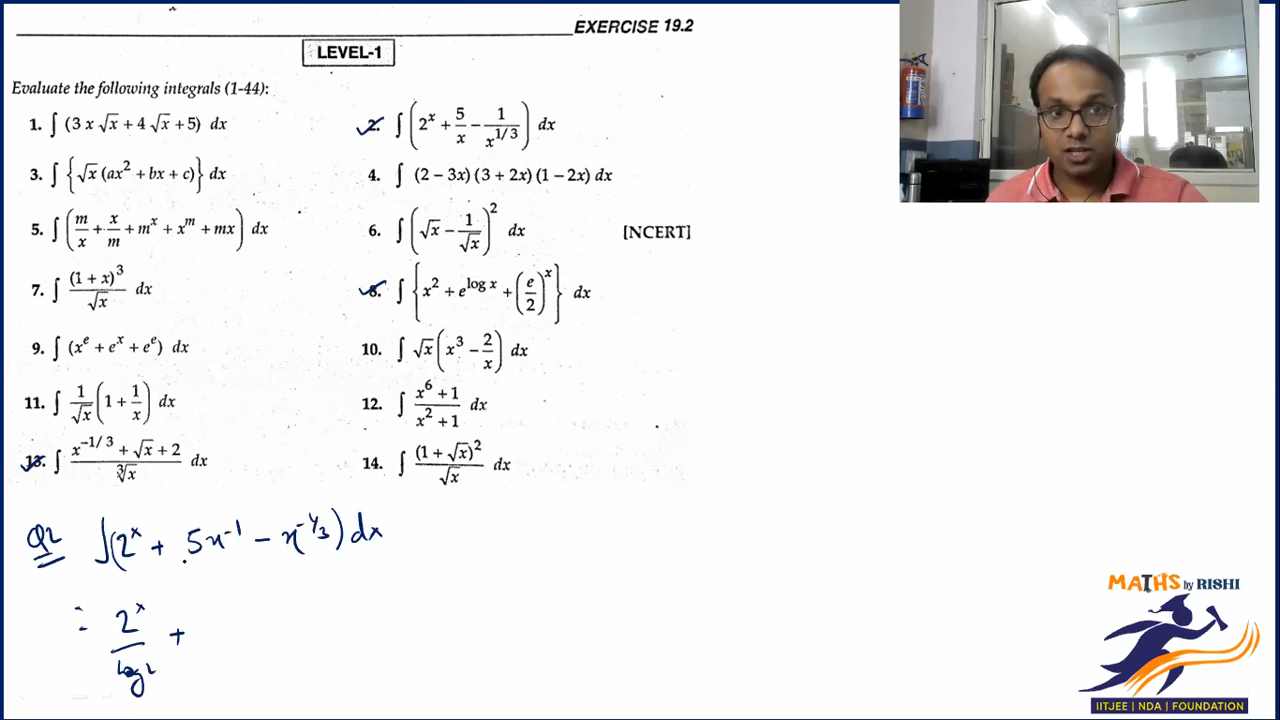 EXERCISE 19.2
LEVEL-1
Evaluate the following integrals (1-44):
1. ∫ (3 x √x + 4 √x + 5) dx
2. ∫ (2^x + 5/x − 1/x^{1/3}) dx
3. ∫ {√x (ax² + bx + c)} dx
4. ∫ (2 − 3x) (3 + 2x) (1 − 2x) dx
5. ∫ (m/x + x/m + m^x + x^m + mx) dx
6. ∫ (√x − 1/√x)² dx [NCERT]
7. ∫ (1 + x)³/√x dx
8. ∫ {x² + e^{log x} + (e/2)^x} dx
9. ∫ (x^e + e^x + e^e) dx
10. ∫ √x (x³ − 2/x) dx
11. ∫ 1/√x (1 + 1/x) dx
12. ∫ (x⁶ + 1)/(x² + 1) dx
13. ∫ (x^{−1/3} + √x + 2)/∛x dx
14. ∫ (1 + √x)²/√x dx
Q2 ∫(2^x + 5x^{-1} − x^{-1/3}) dx
= 2^x/log2 +
MATHS by RISHI
IITJEE | NDA | FOUNDATION